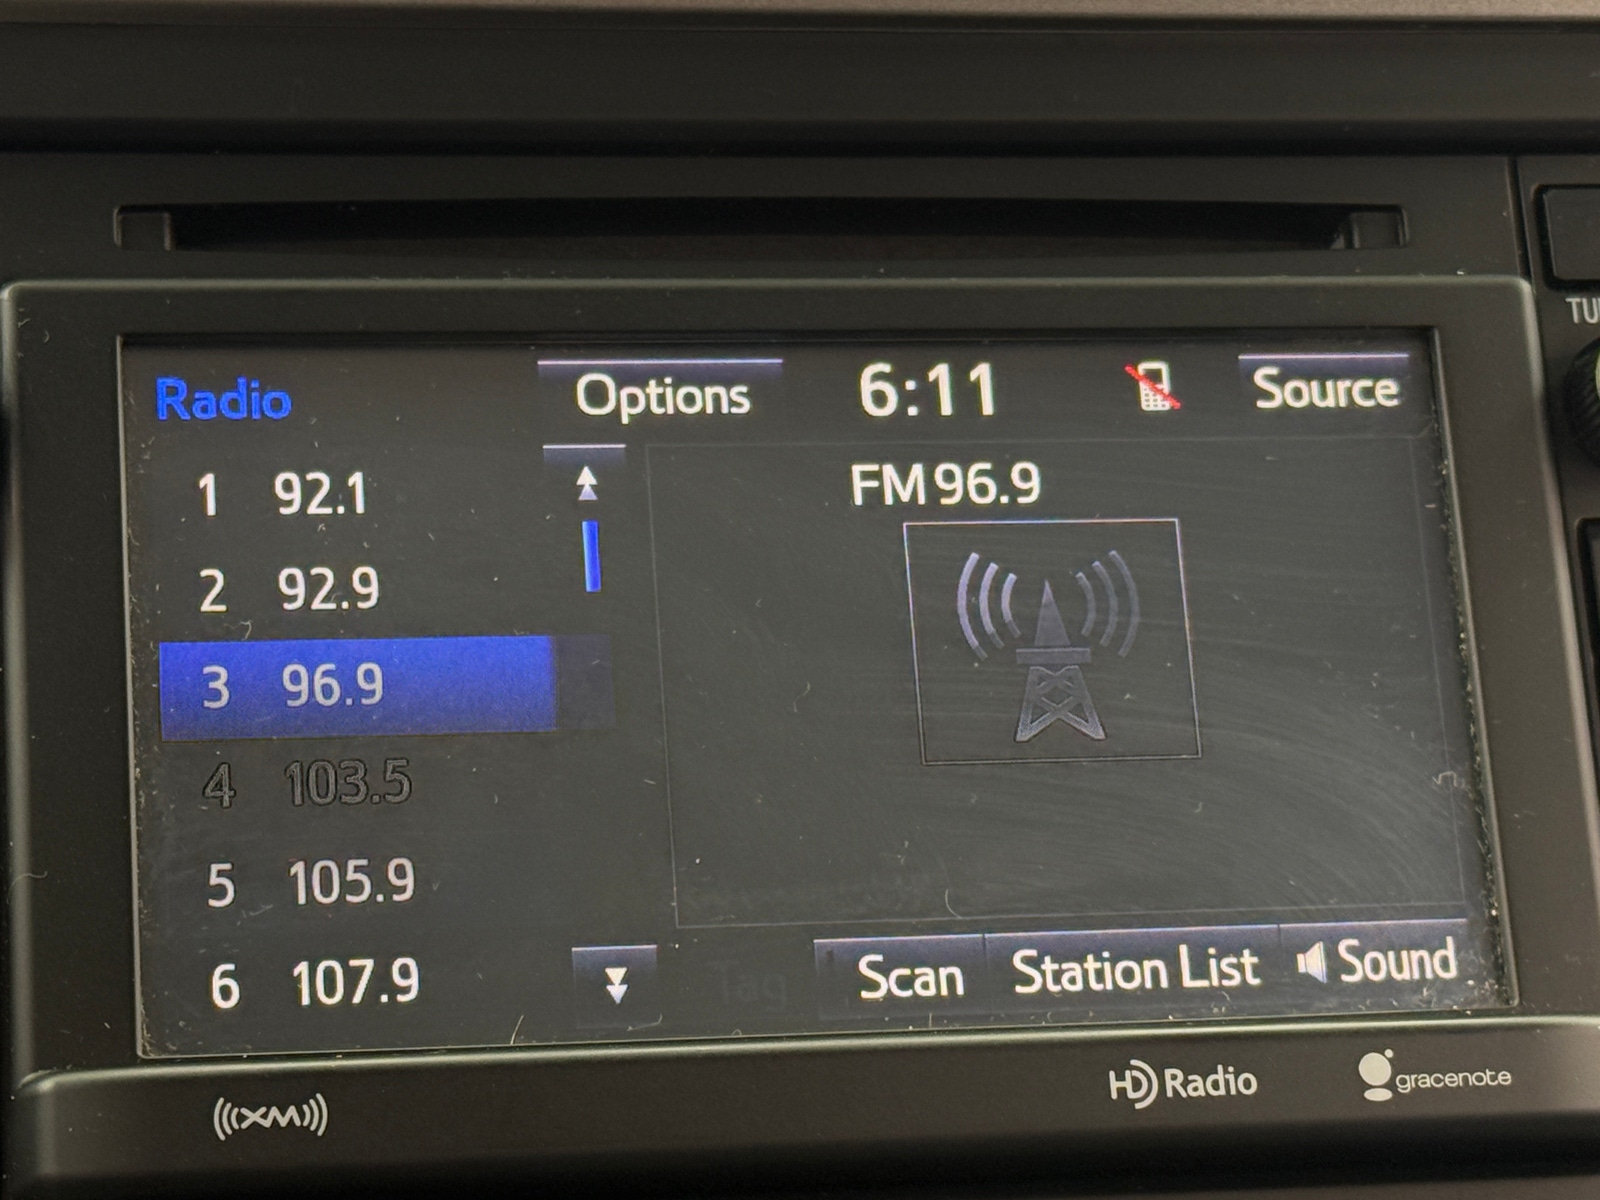 Radio Options 6:11 Source
1 92.1
FM 96.9
2 92.9
3 96.9
4 103.5
5 105.9
6 107.9
Tag Scan Station List Sound
((XM)) HD Radio gracenote